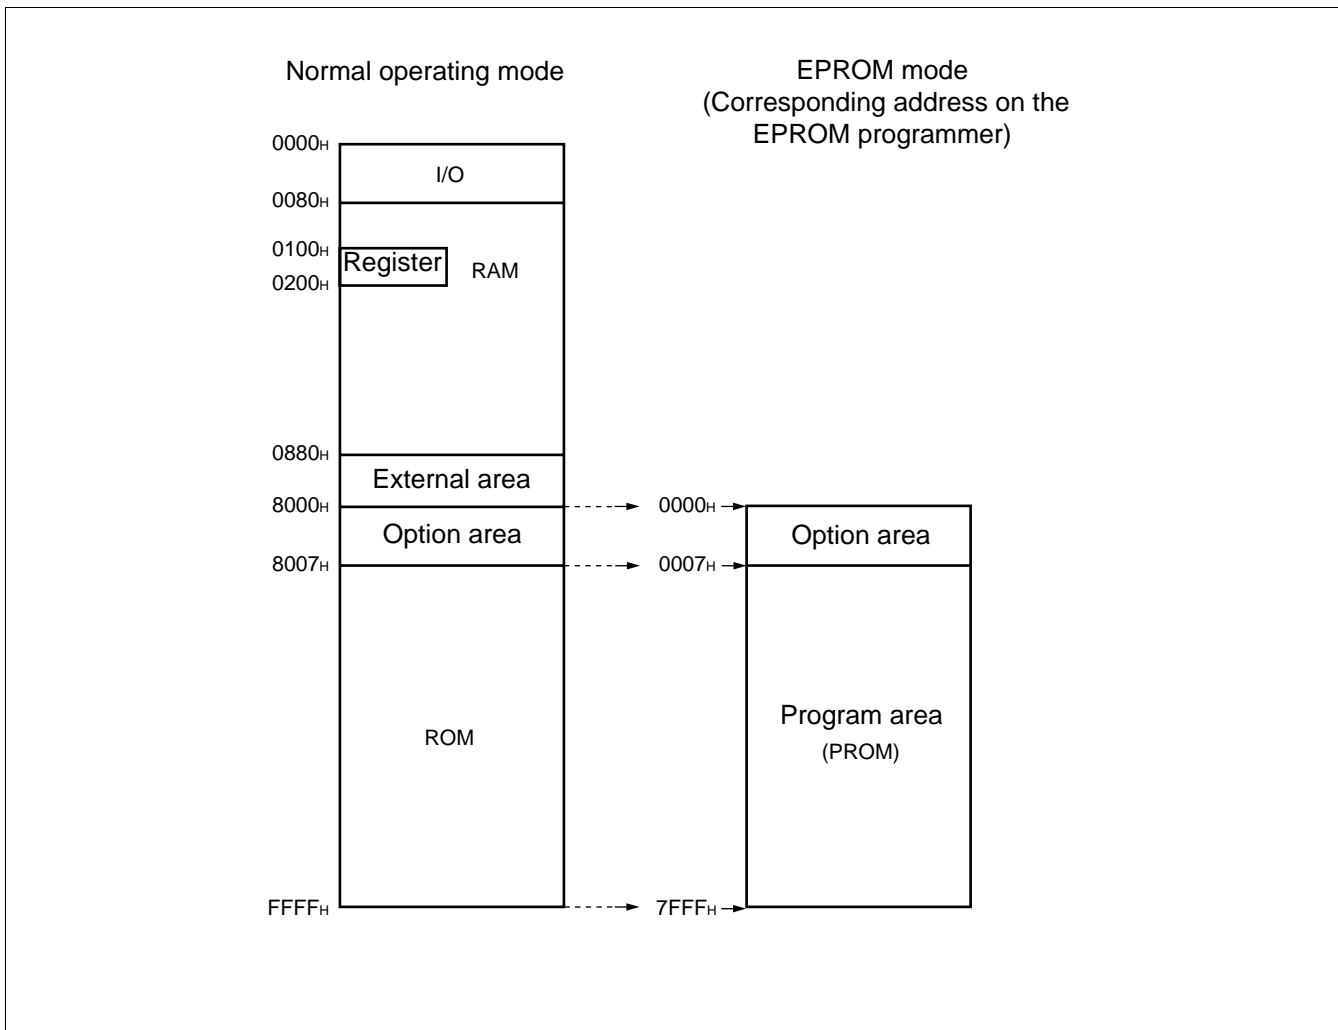 Normal operating mode
EPROM mode
(Corresponding address on the
EPROM programmer)
0000H
I/O
0080H
0100H
Register
RAM
0200H
0880H
External area
8000H
0000H
Option area
Option area
8007H
0007H
Program area
ROM
(PROM)
FFFFH
7FFFH